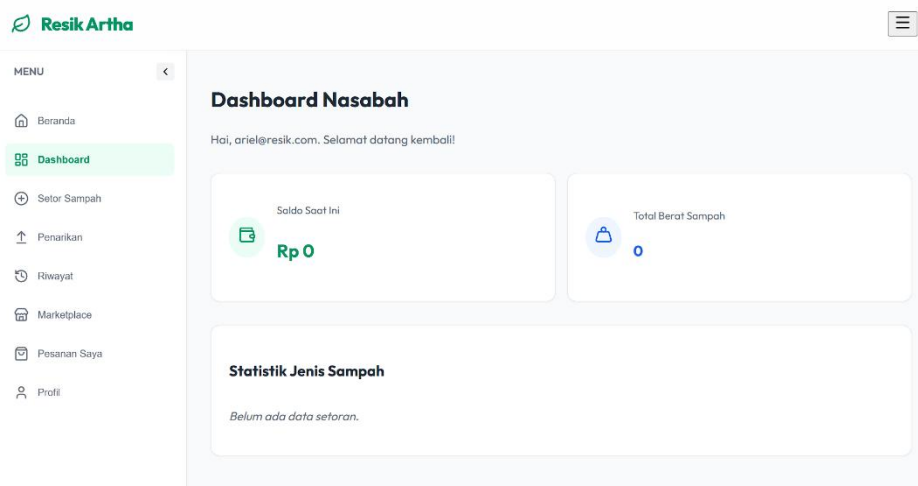 Resik Artha
MENU
Beranda
Dashboard
Setor Sampah
Penarikan
Riwayat
Marketplace
Pesanan Saya
Profil
Dashboard Nasabah
Hai, ariel@resik.com. Selamat datang kembali!
Saldo Saat Ini
Rp 0
Total Berat Sampah
0
Statistik Jenis Sampah
Belum ada data setoran.